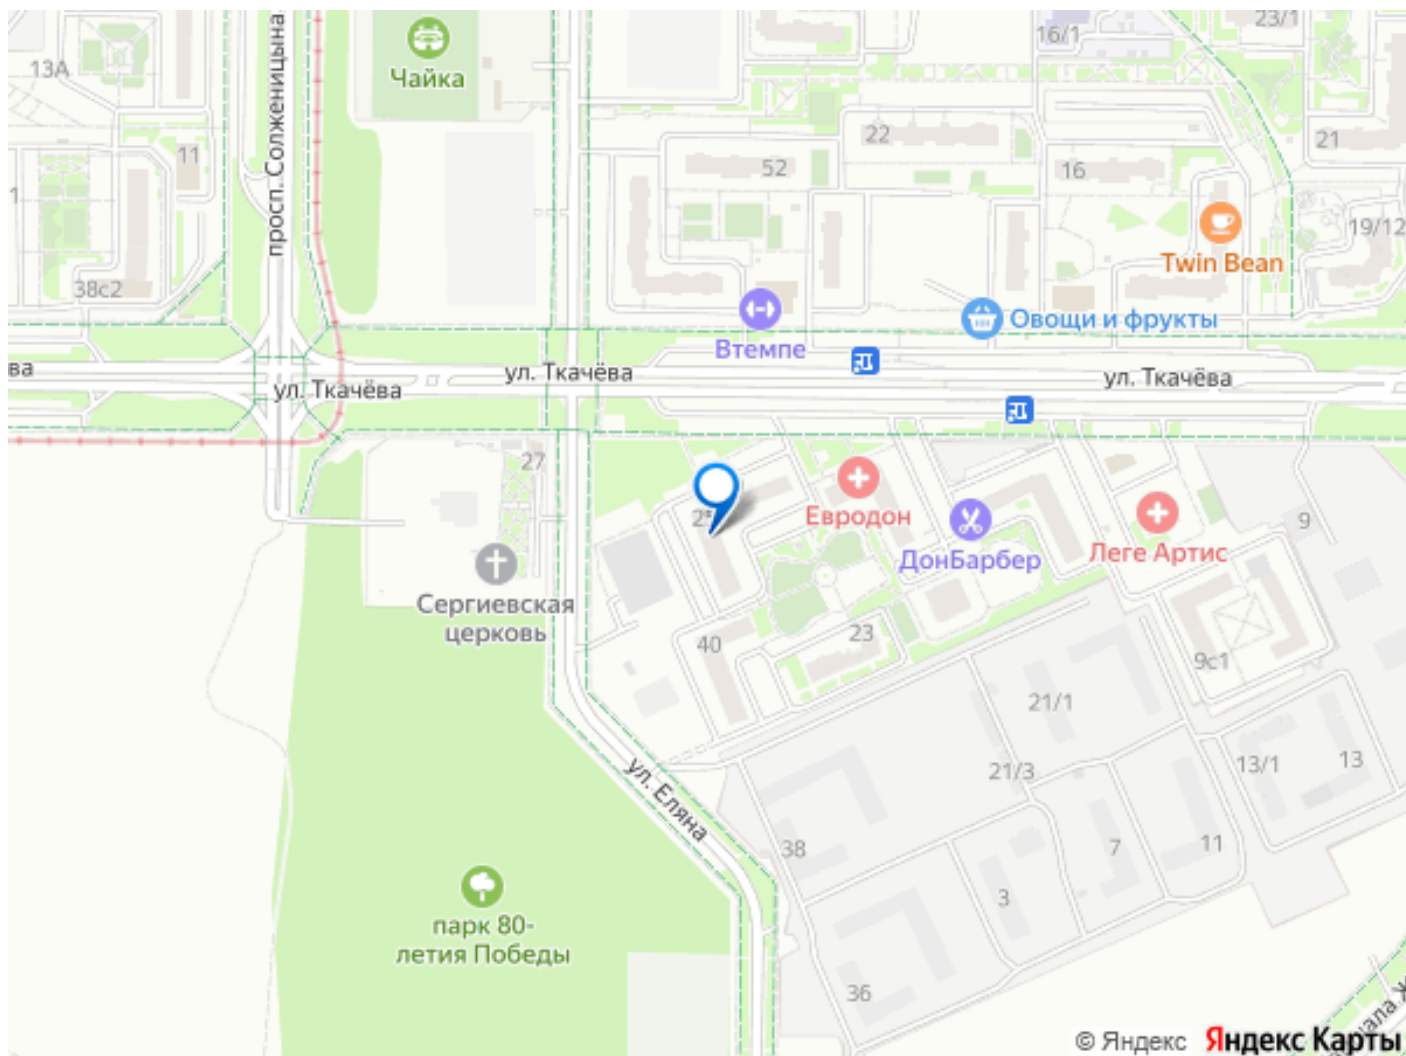 23/1
16/1
13А
Чайка
просп. Солженицына
22
21
11
52
16
1
19/12
Twin Bean
38с2
Овощи и фрукты
Втемпе
ва
ул. Ткачёва
ул. Ткачёва
ул. Ткачёва
27
Евродон
9
ДонБарбер
Леге Артис
Сергиевская
церковь
40
23
9с1
21/1
ул. Еляна
21/3
13/1
13
38
7
11
3
парк 80-
летия Победы
36
© Яндекс
Яндекс Карты